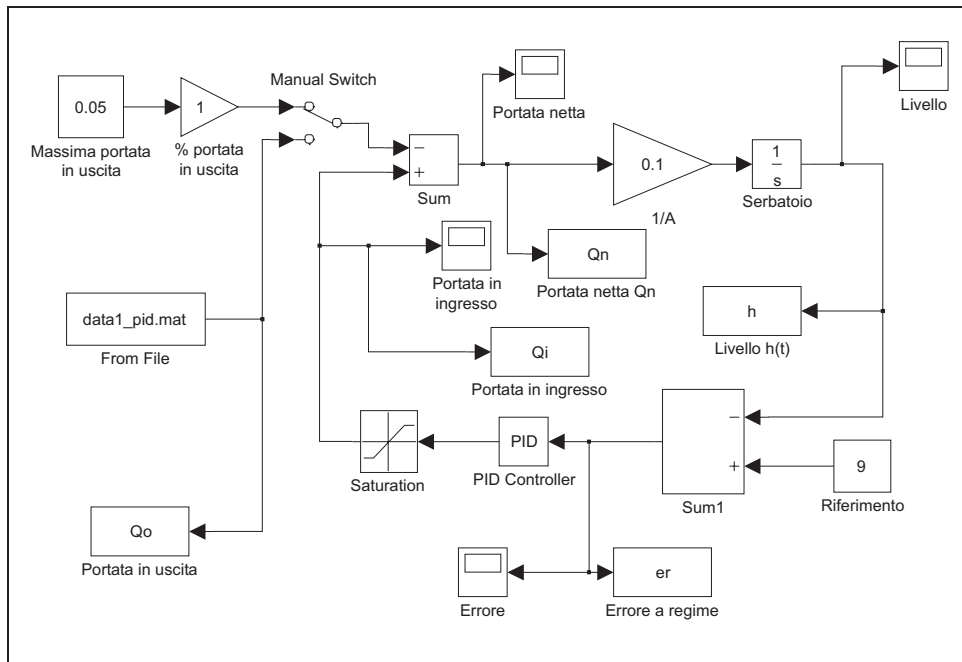 Manual Switch
0.05
Massima portata
in uscita
1
% portata
in uscita
−
+
Sum
Portata netta
0.1
1/A
1
s
Serbatoio
Livello
Portata in
ingresso
Qn
Portata netta Qn
data1_pid.mat
From File
h
Livello h(t)
Qi
Portata in ingresso
Saturation
PID
PID Controller
−
+
Sum1
9
Riferimento
Qo
Portata in uscita
Errore
er
Errore a regime